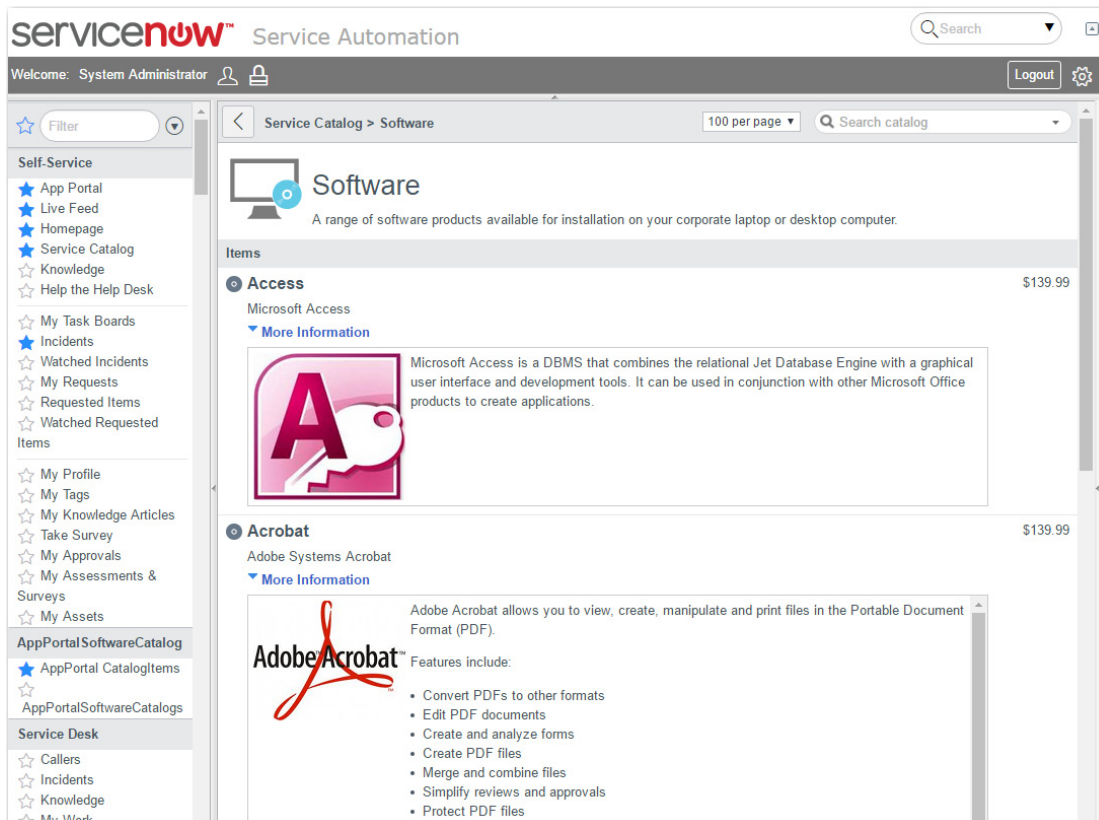 servicenow™ Service Automation
Search
Welcome: System Administrator
Logout
Filter
Self-Service
App Portal
Live Feed
Homepage
Service Catalog
Knowledge
Help the Help Desk
My Task Boards
Incidents
Watched Incidents
My Requests
Requested Items
Watched Requested
Items
My Profile
My Tags
My Knowledge Articles
Take Survey
My Approvals
My Assessments &
Surveys
My Assets
AppPortalSoftwareCatalog
AppPortal CatalogItems
AppPortalSoftwareCatalogs
Service Desk
Callers
Incidents
Knowledge
My Work
Service Catalog > Software
100 per page
Search catalog
Software
A range of software products available for installation on your corporate laptop or desktop computer.
Items
Access $139.99
Microsoft Access
More Information
A
Microsoft Access is a DBMS that combines the relational Jet Database Engine with a graphical
user interface and development tools. It can be used in conjunction with other Microsoft Office
products to create applications.
Acrobat $139.99
Adobe Systems Acrobat
More Information
Adobe Acrobat™
Adobe Acrobat allows you to view, create, manipulate and print files in the Portable Document
Format (PDF).
Features include:
• Convert PDFs to other formats
• Edit PDF documents
• Create and analyze forms
• Create PDF files
• Merge and combine files
• Simplify reviews and approvals
• Protect PDF files